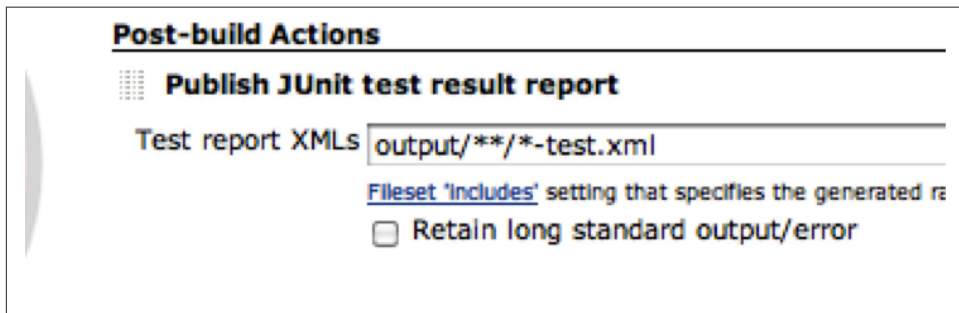 Post-build Actions
Publish JUnit test result report
Test report XMLs output/**/*-test.xml
Fileset 'includes' setting that specifies the generated
Retain long standard output/error